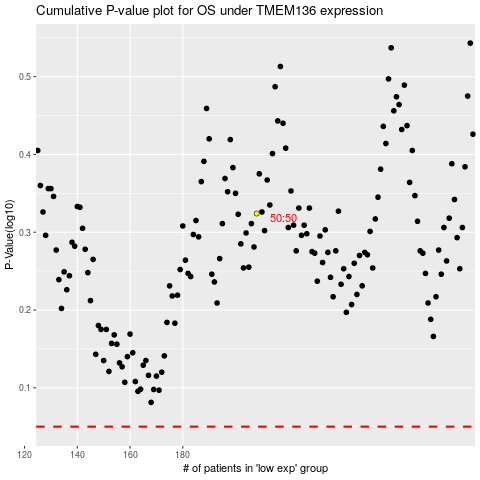 Cumulative P-value plot for OS under TMEM136 expression
P-Value(log10)
0.5
0.4
0.3
0.2
0.1
50:50
120 140 160 180
# of patients in 'low exp' group